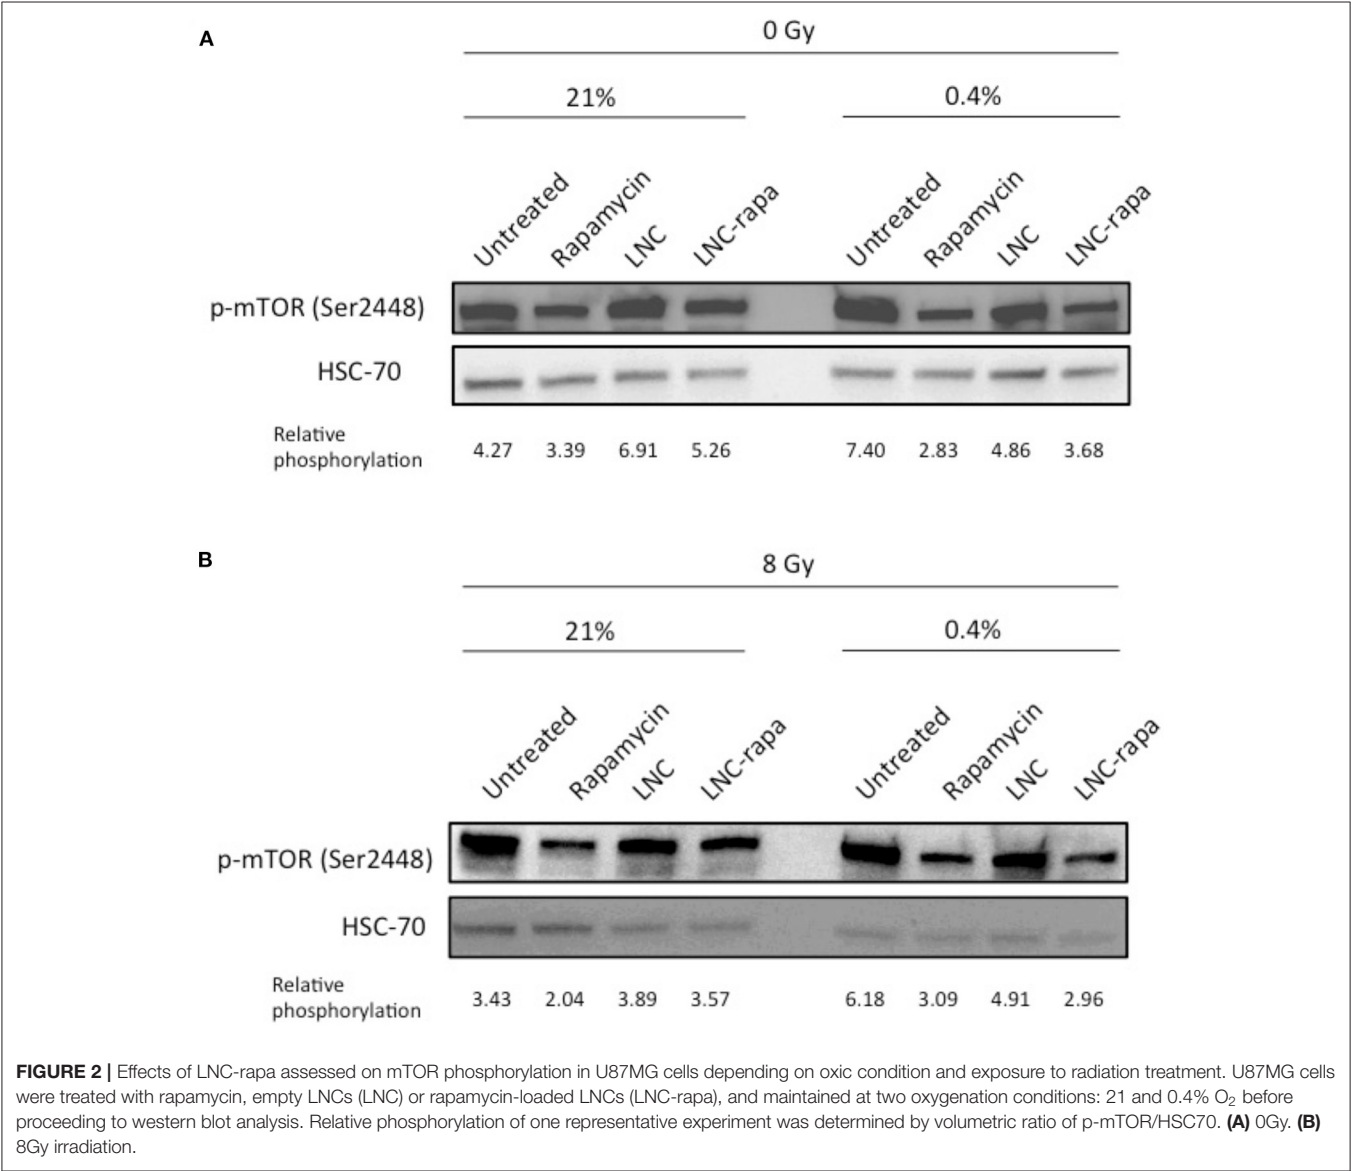 A
0 Gy
21%
0.4%
Untreated
Rapamycin
LNC
LNC-rapa
Untreated
Rapamycin
LNC
LNC-rapa
p-mTOR (Ser2448)
HSC-70
Relative
phosphorylation
4.27 3.39 6.91 5.26 7.40 2.83 4.86 3.68
B
8 Gy
21%
0.4%
Untreated
Rapamycin
LNC
LNC-rapa
Untreated
Rapamycin
LNC
LNC-rapa
p-mTOR (Ser2448)
HSC-70
Relative
phosphorylation
3.43 2.04 3.89 3.57 6.18 3.09 4.91 2.96
FIGURE 2 | Effects of LNC-rapa assessed on mTOR phosphorylation in U87MG cells depending on oxic condition and exposure to radiation treatment. U87MG cells
were treated with rapamycin, empty LNCs (LNC) or rapamycin-loaded LNCs (LNC-rapa), and maintained at two oxygenation conditions: 21 and 0.4% O₂ before
proceeding to western blot analysis. Relative phosphorylation of one representative experiment was determined by volumetric ratio of p-mTOR/HSC70. (A) 0Gy. (B)
8Gy irradiation.